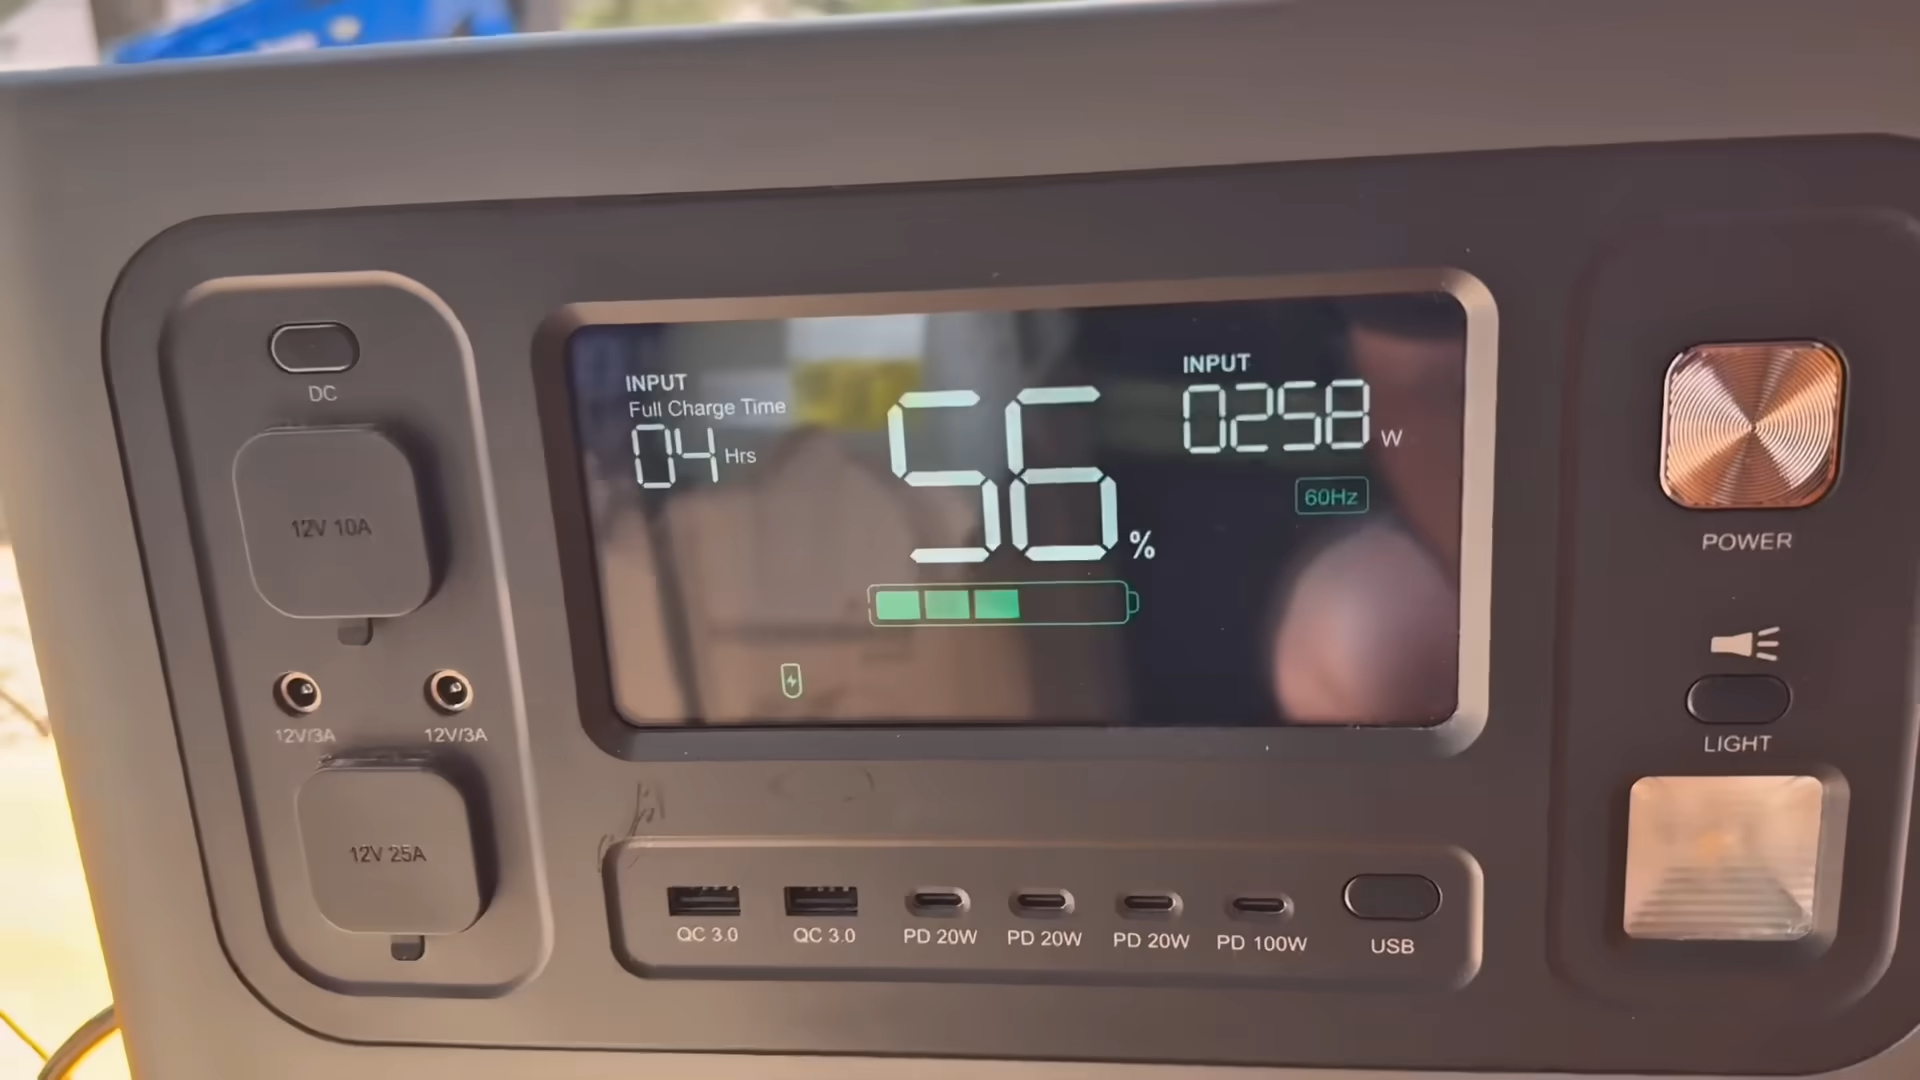 DC
12V 10A
12V/3A
12V/3A
12V 25A
INPUT
Full Charge Time
04 Hrs
56 %
INPUT
0258 W
60Hz
POWER
LIGHT
QC 3.0
QC 3.0
PD 20W
PD 20W
PD 20W
PD 100W
USB